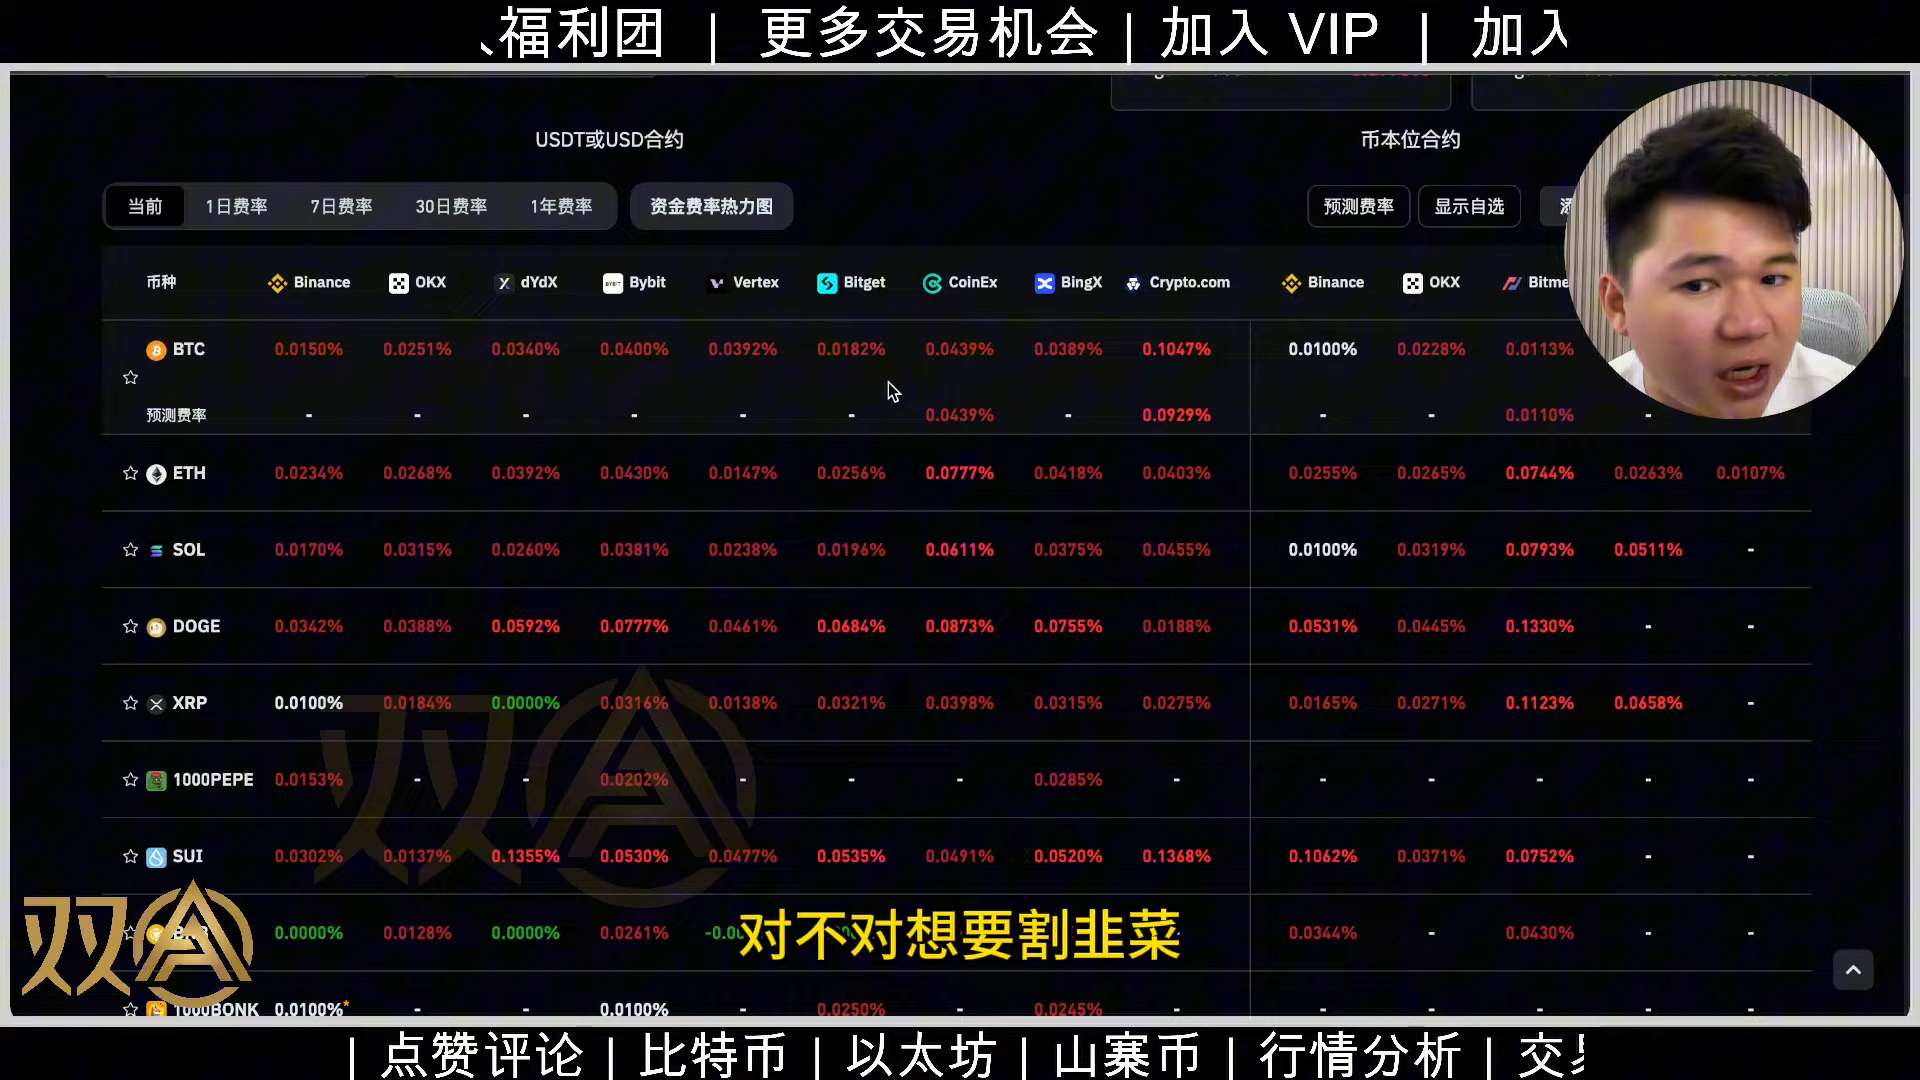 福利团 | 更多交易机会 | 加入 VIP | 加入
USDT或USD合约 币本位合约
当前 1日费率 7日费率 30日费率 1年费率 资金费率热力图 预测费率 显示自选
币种 Binance OKX dYdX Bybit Vertex Bitget CoinEx BingX Crypto.com Binance OKX Bitme
BTC 0.0150% 0.0251% 0.0340% 0.0400% 0.0392% 0.0182% 0.0439% 0.0389% 0.1047% 0.0100% 0.0228% 0.0113%
预测费率 - - - - - - 0.0439% - 0.0929% - - 0.0110% -
ETH 0.0234% 0.0268% 0.0392% 0.0430% 0.0147% 0.0256% 0.0777% 0.0418% 0.0403% 0.0255% 0.0265% 0.0744% 0.0263% 0.0107%
SOL 0.0170% 0.0315% 0.0260% 0.0381% 0.0238% 0.0196% 0.0611% 0.0375% 0.0455% 0.0100% 0.0319% 0.0793% 0.0511% -
DOGE 0.0342% 0.0388% 0.0592% 0.0777% 0.0461% 0.0684% 0.0873% 0.0755% 0.0188% 0.0531% 0.0445% 0.1330% - -
XRP 0.0100% 0.0184% 0.0000% 0.0316% 0.0138% 0.0321% 0.0398% 0.0315% 0.0275% 0.0165% 0.0271% 0.1123% 0.0658% -
1000PEPE 0.0153% - - 0.0202% - - - 0.0285% - - - - - -
SUI 0.0302% 0.0137% 0.1355% 0.0530% 0.0477% 0.0535% 0.0491% 0.0520% 0.1368% 0.1062% 0.0371% 0.0752% - -
BNB 0.0000% 0.0128% 0.0000% 0.0261% -0.00 0.0344% - 0.0430% - -
对不对想要割韭菜
双A
双A
1000BONK 0.0100%* - - 0.0100% - 0.0250% - 0.0245% - - - - - -
| 点赞评论 | 比特币 | 以太坊 | 山寨币 | 行情分析 | 交易